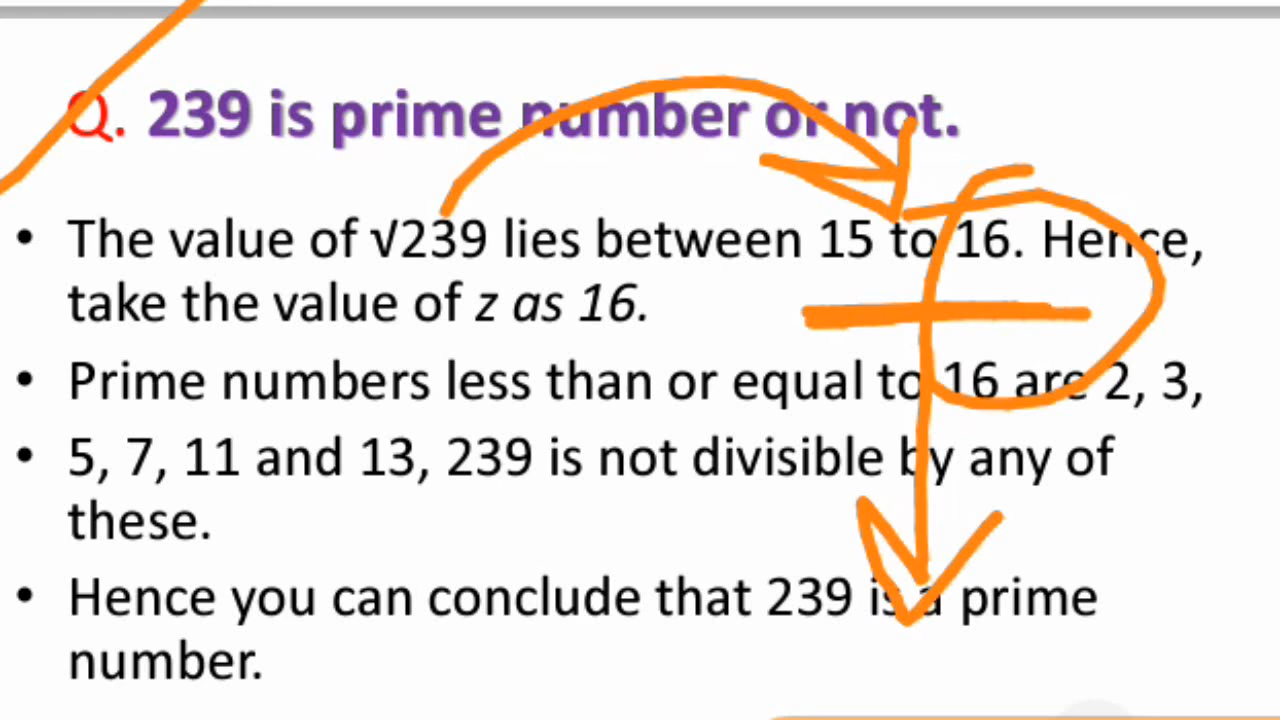 Q. 239 is prime number or not.
• The value of √239 lies between 15 to 16. Hence,
take the value of z as 16.
• Prime numbers less than or equal to 16 are 2, 3,
• 5, 7, 11 and 13, 239 is not divisible by any of
these.
• Hence you can conclude that 239 is a prime
number.